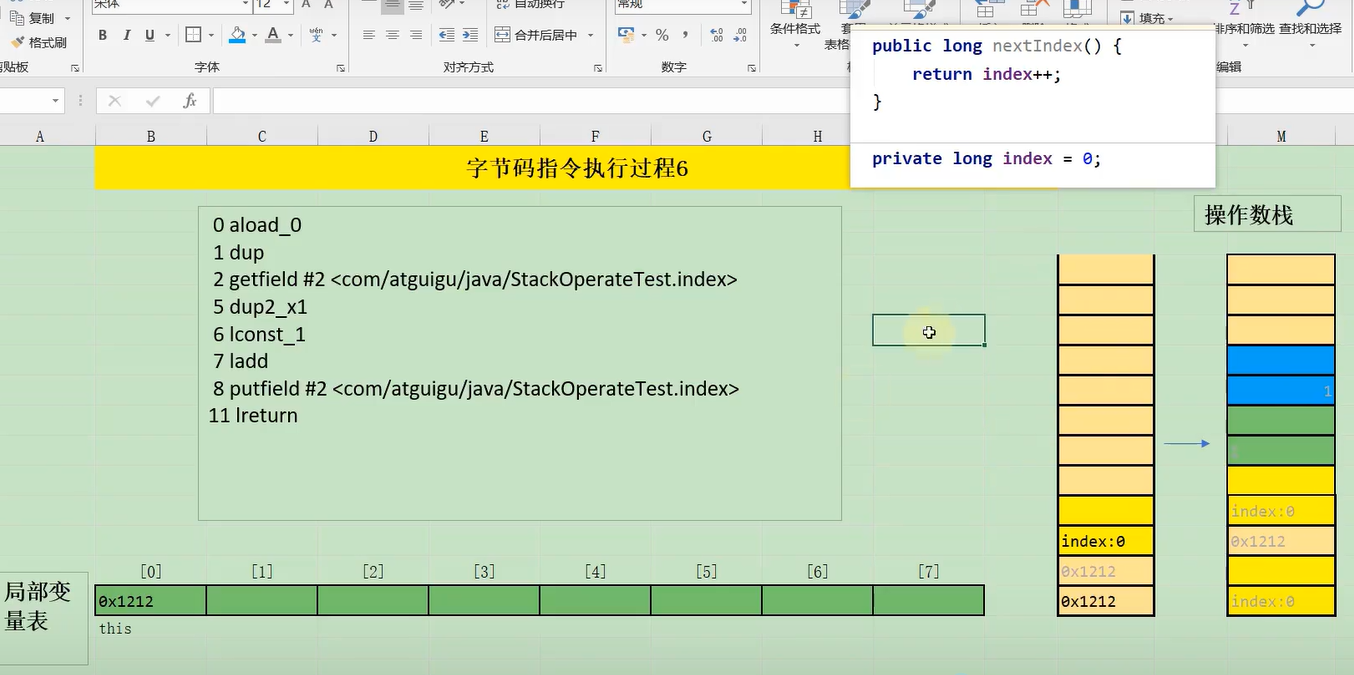 宋体
12
A
A
自动换行
常规
复制
格式刷
B I U
A
wén
文
合并后居中
%
,
条件格式
填充
排序和筛选 查找和选择
剪贴板
字体
对齐方式
数字
编辑
fx
public long nextIndex() {
return index++;
}
private long index = 0;
A
B
C
D
E
F
G
H
M
字节码指令执行过程6
操作数栈
0 aload_0
1 dup
2 getfield #2 <com/atguigu/java/StackOperateTest.index>
5 dup2_x1
6 lconst_1
7 ladd
8 putfield #2 <com/atguigu/java/StackOperateTest.index>
11 lreturn
1
index:0
index:0
0x1212
0x1212
0x1212
index:0
局部变
量表
[0]
[1]
[2]
[3]
[4]
[5]
[6]
[7]
0x1212
this